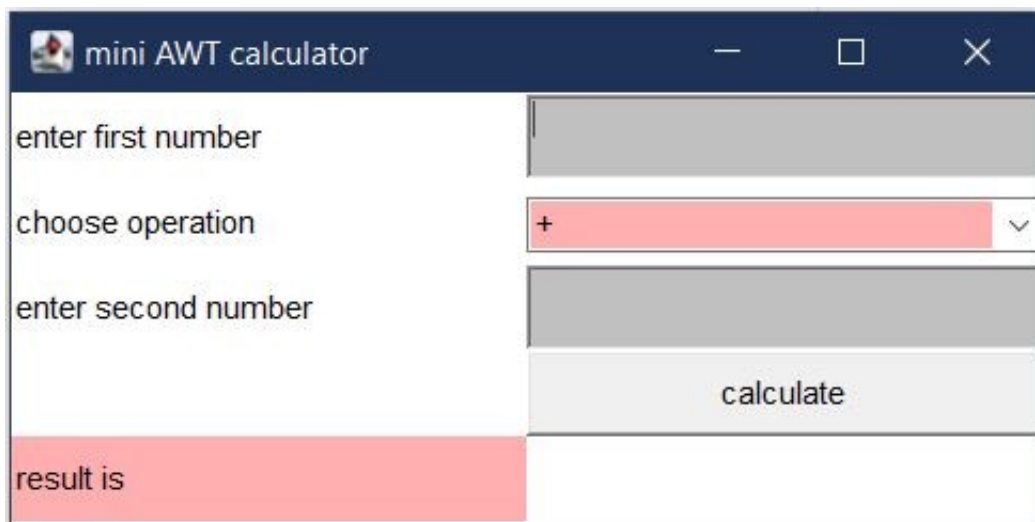 mini AWT calculator
enter first number
choose operation +
enter second number
calculate
result is